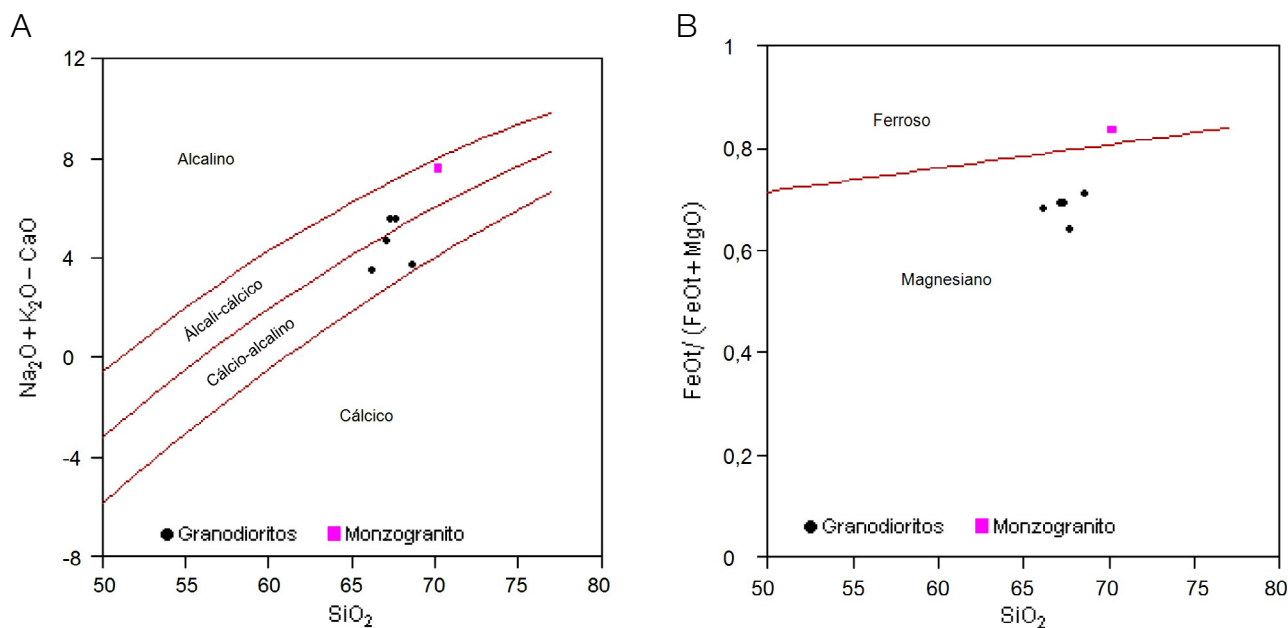 A
Na₂O + K₂O – CaO
12
8
4
0
-4
-8
Alcalino
Álcali-cálcico
Cálcio-alcalino
Cálcico
Granodioritos Monzogranito
50 55 60 65 70 75 80
SiO₂
B
FeOt/ (FeOt + MgO)
1
0.8
0.6
0,4
0,2
0
Ferroso
Magnesiano
Granodioritos Monzogranito
50 55 60 65 70 75 80
SiO₂